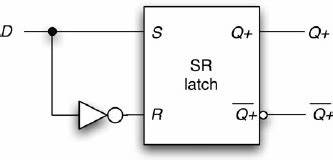 D S Q+ Q+
SR
latch
R Q̅+̅ Q̅+̅